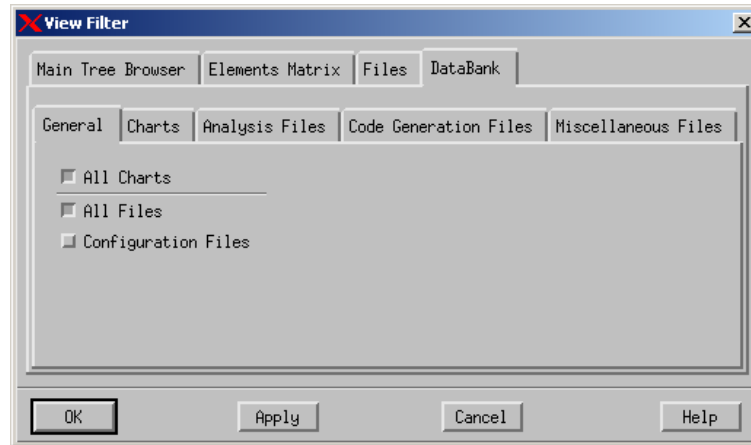 View Filter
Main Tree Browser Elements Matrix Files DataBank
General Charts Analysis Files Code Generation Files Miscellaneous Files
All Charts
All Files
Configuration Files
OK Apply Cancel Help